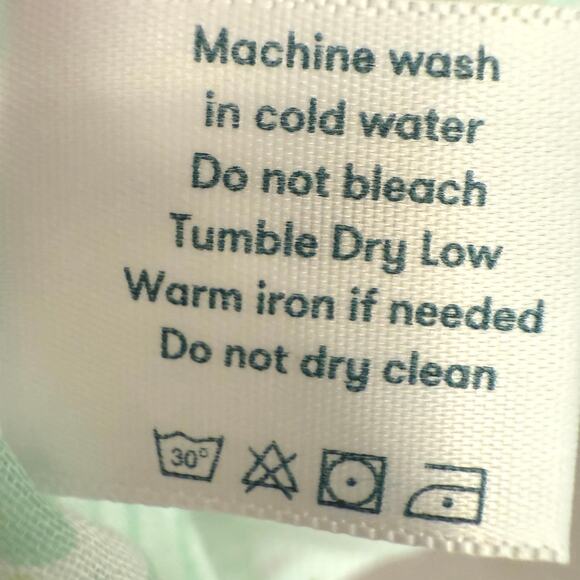 Machine wash
in cold water
Do not bleach
Tumble Dry Low
Warm iron if needed
Do not dry clean
30°